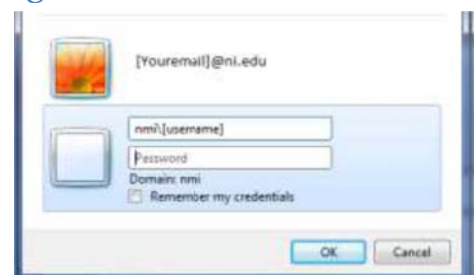 [Youremail]@ni.edu
nmi\[username]
Password
Domain: nmi
Remember my credentials
OK
Cancel